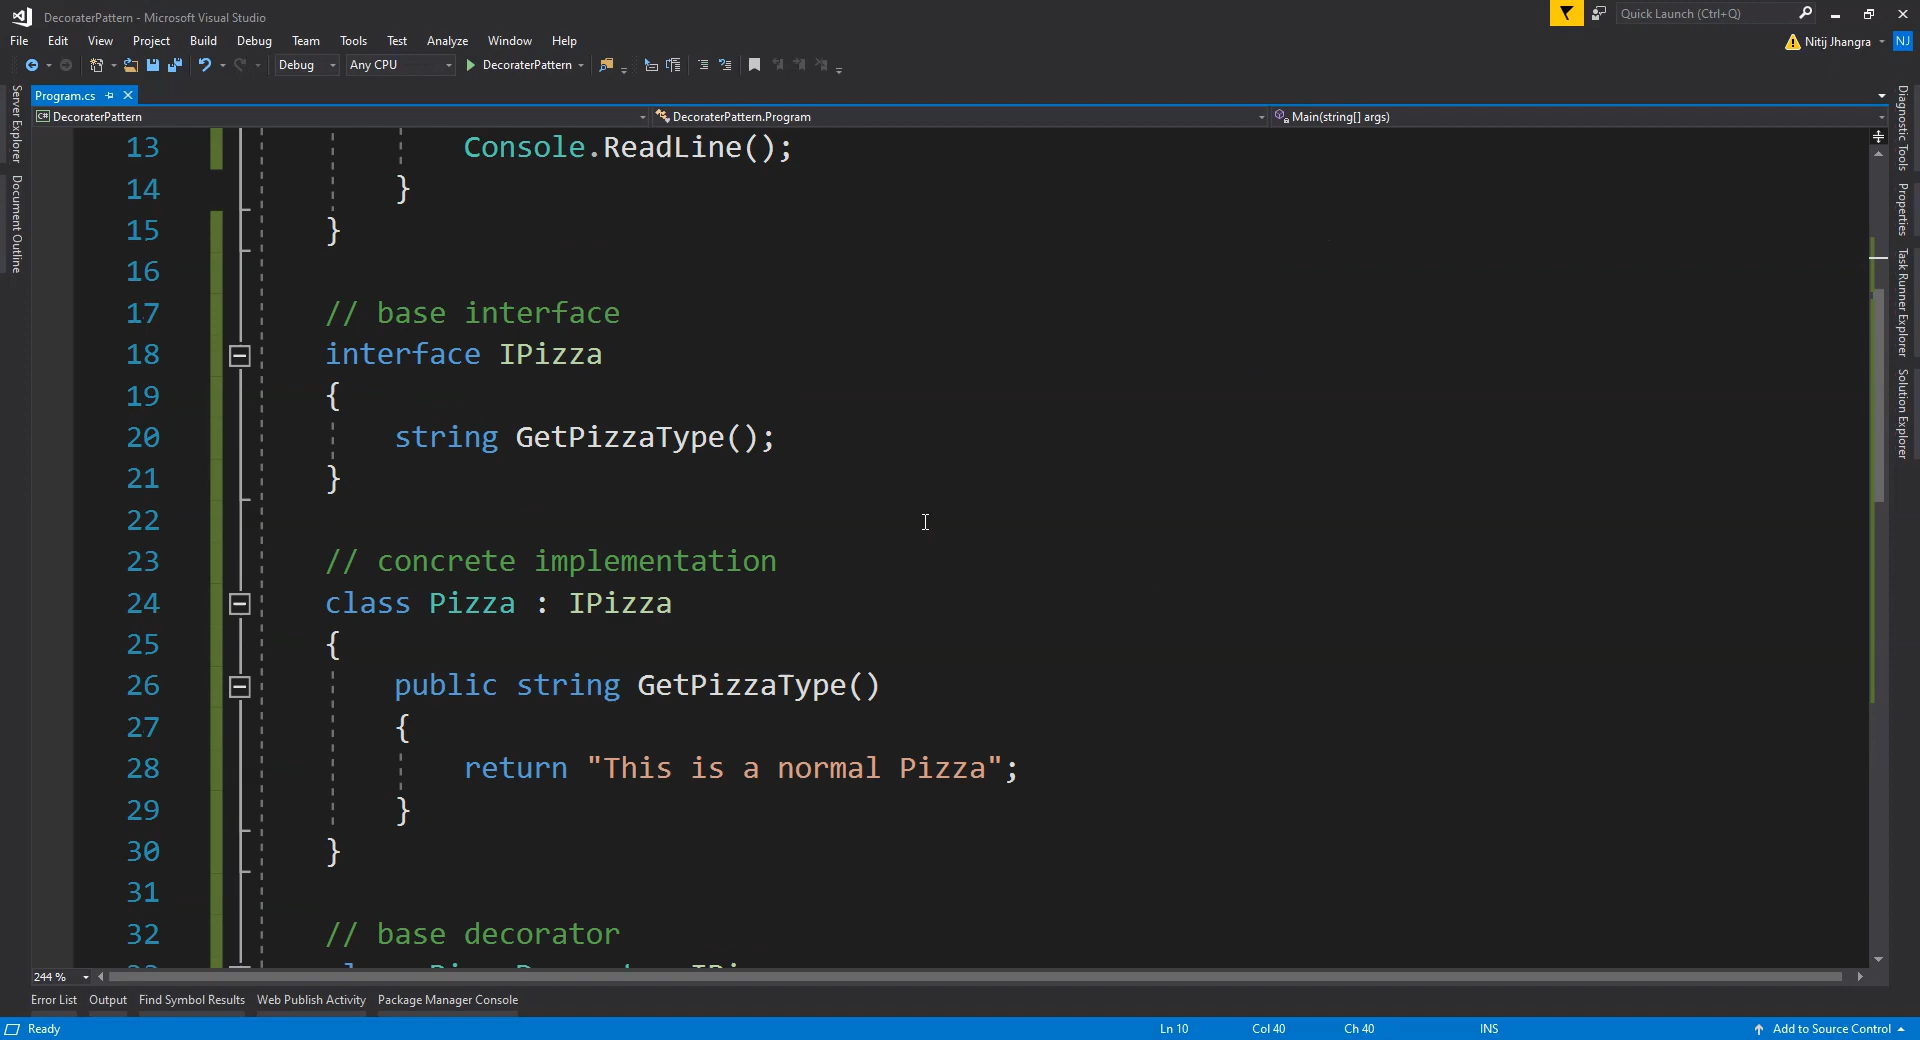 DecoraterPattern - Microsoft Visual Studio
Quick Launch (Ctrl+Q)
File Edit View Project Build Debug Team Tools Test Analyze Window Help
Nitij Jhangra NJ
Debug Any CPU DecoraterPattern
Program.cs
C# DecoraterPattern DecoraterPattern.Program Main(string[] args)
Server Explorer
Document Outline
13 Console.ReadLine();
14 }
15 }
16
17 // base interface
18 interface IPizza
19 {
20 string GetPizzaType();
21 }
22
23 // concrete implementation
24 class Pizza : IPizza
25 {
26 public string GetPizzaType()
27 {
28 return "This is a normal Pizza";
29 }
30 }
31
32 // base decorator
Diagnostic Tools
Properties
Task Runner Explorer
Solution Explorer
244 %
Error List Output Find Symbol Results Web Publish Activity Package Manager Console
Ready Ln 10 Col 40 Ch 40 INS Add to Source Control